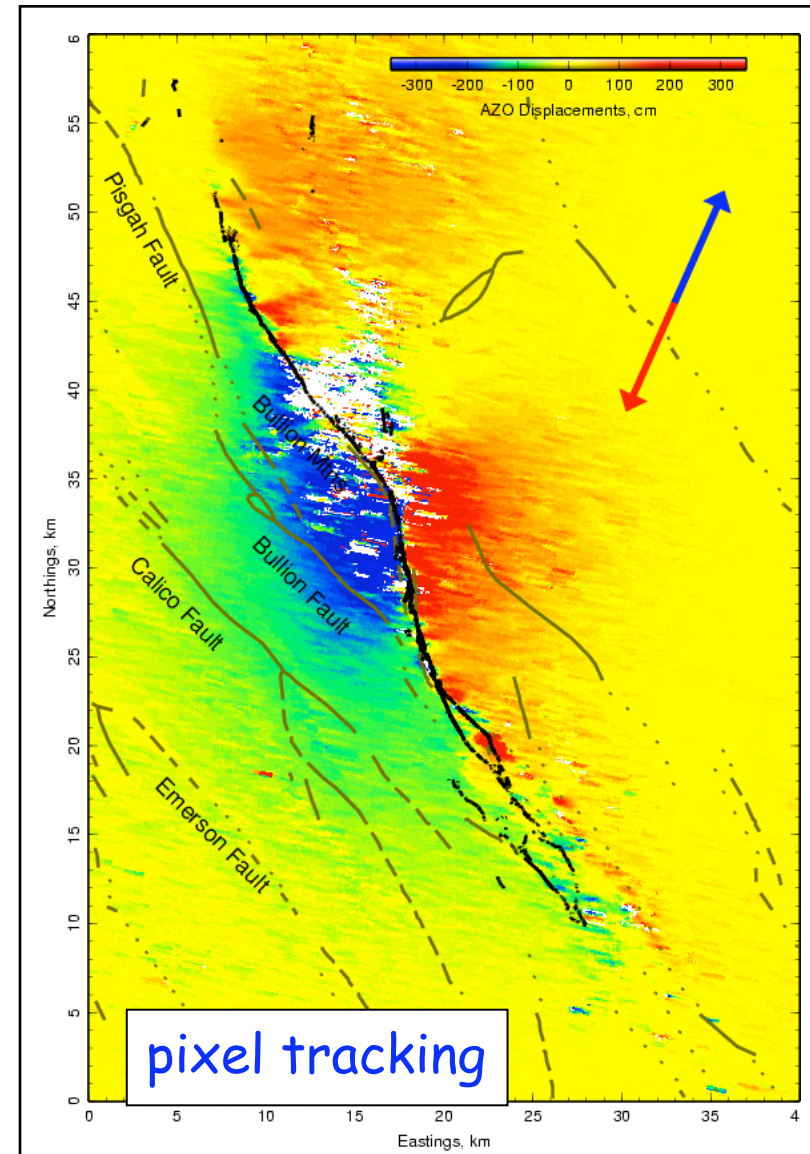 -300 -200 -100 0 100 200 300
AZO Displacements, cm
6
55
50
45
40
35
30
25
20
15
10
5
0
Northings, km
Pisgah Fault
Bullion Mtns
Bullion Fault
Calico Fault
Emerson Fault
pixel tracking
0 5 10 15 20 25 30 35 4
Eastings, km